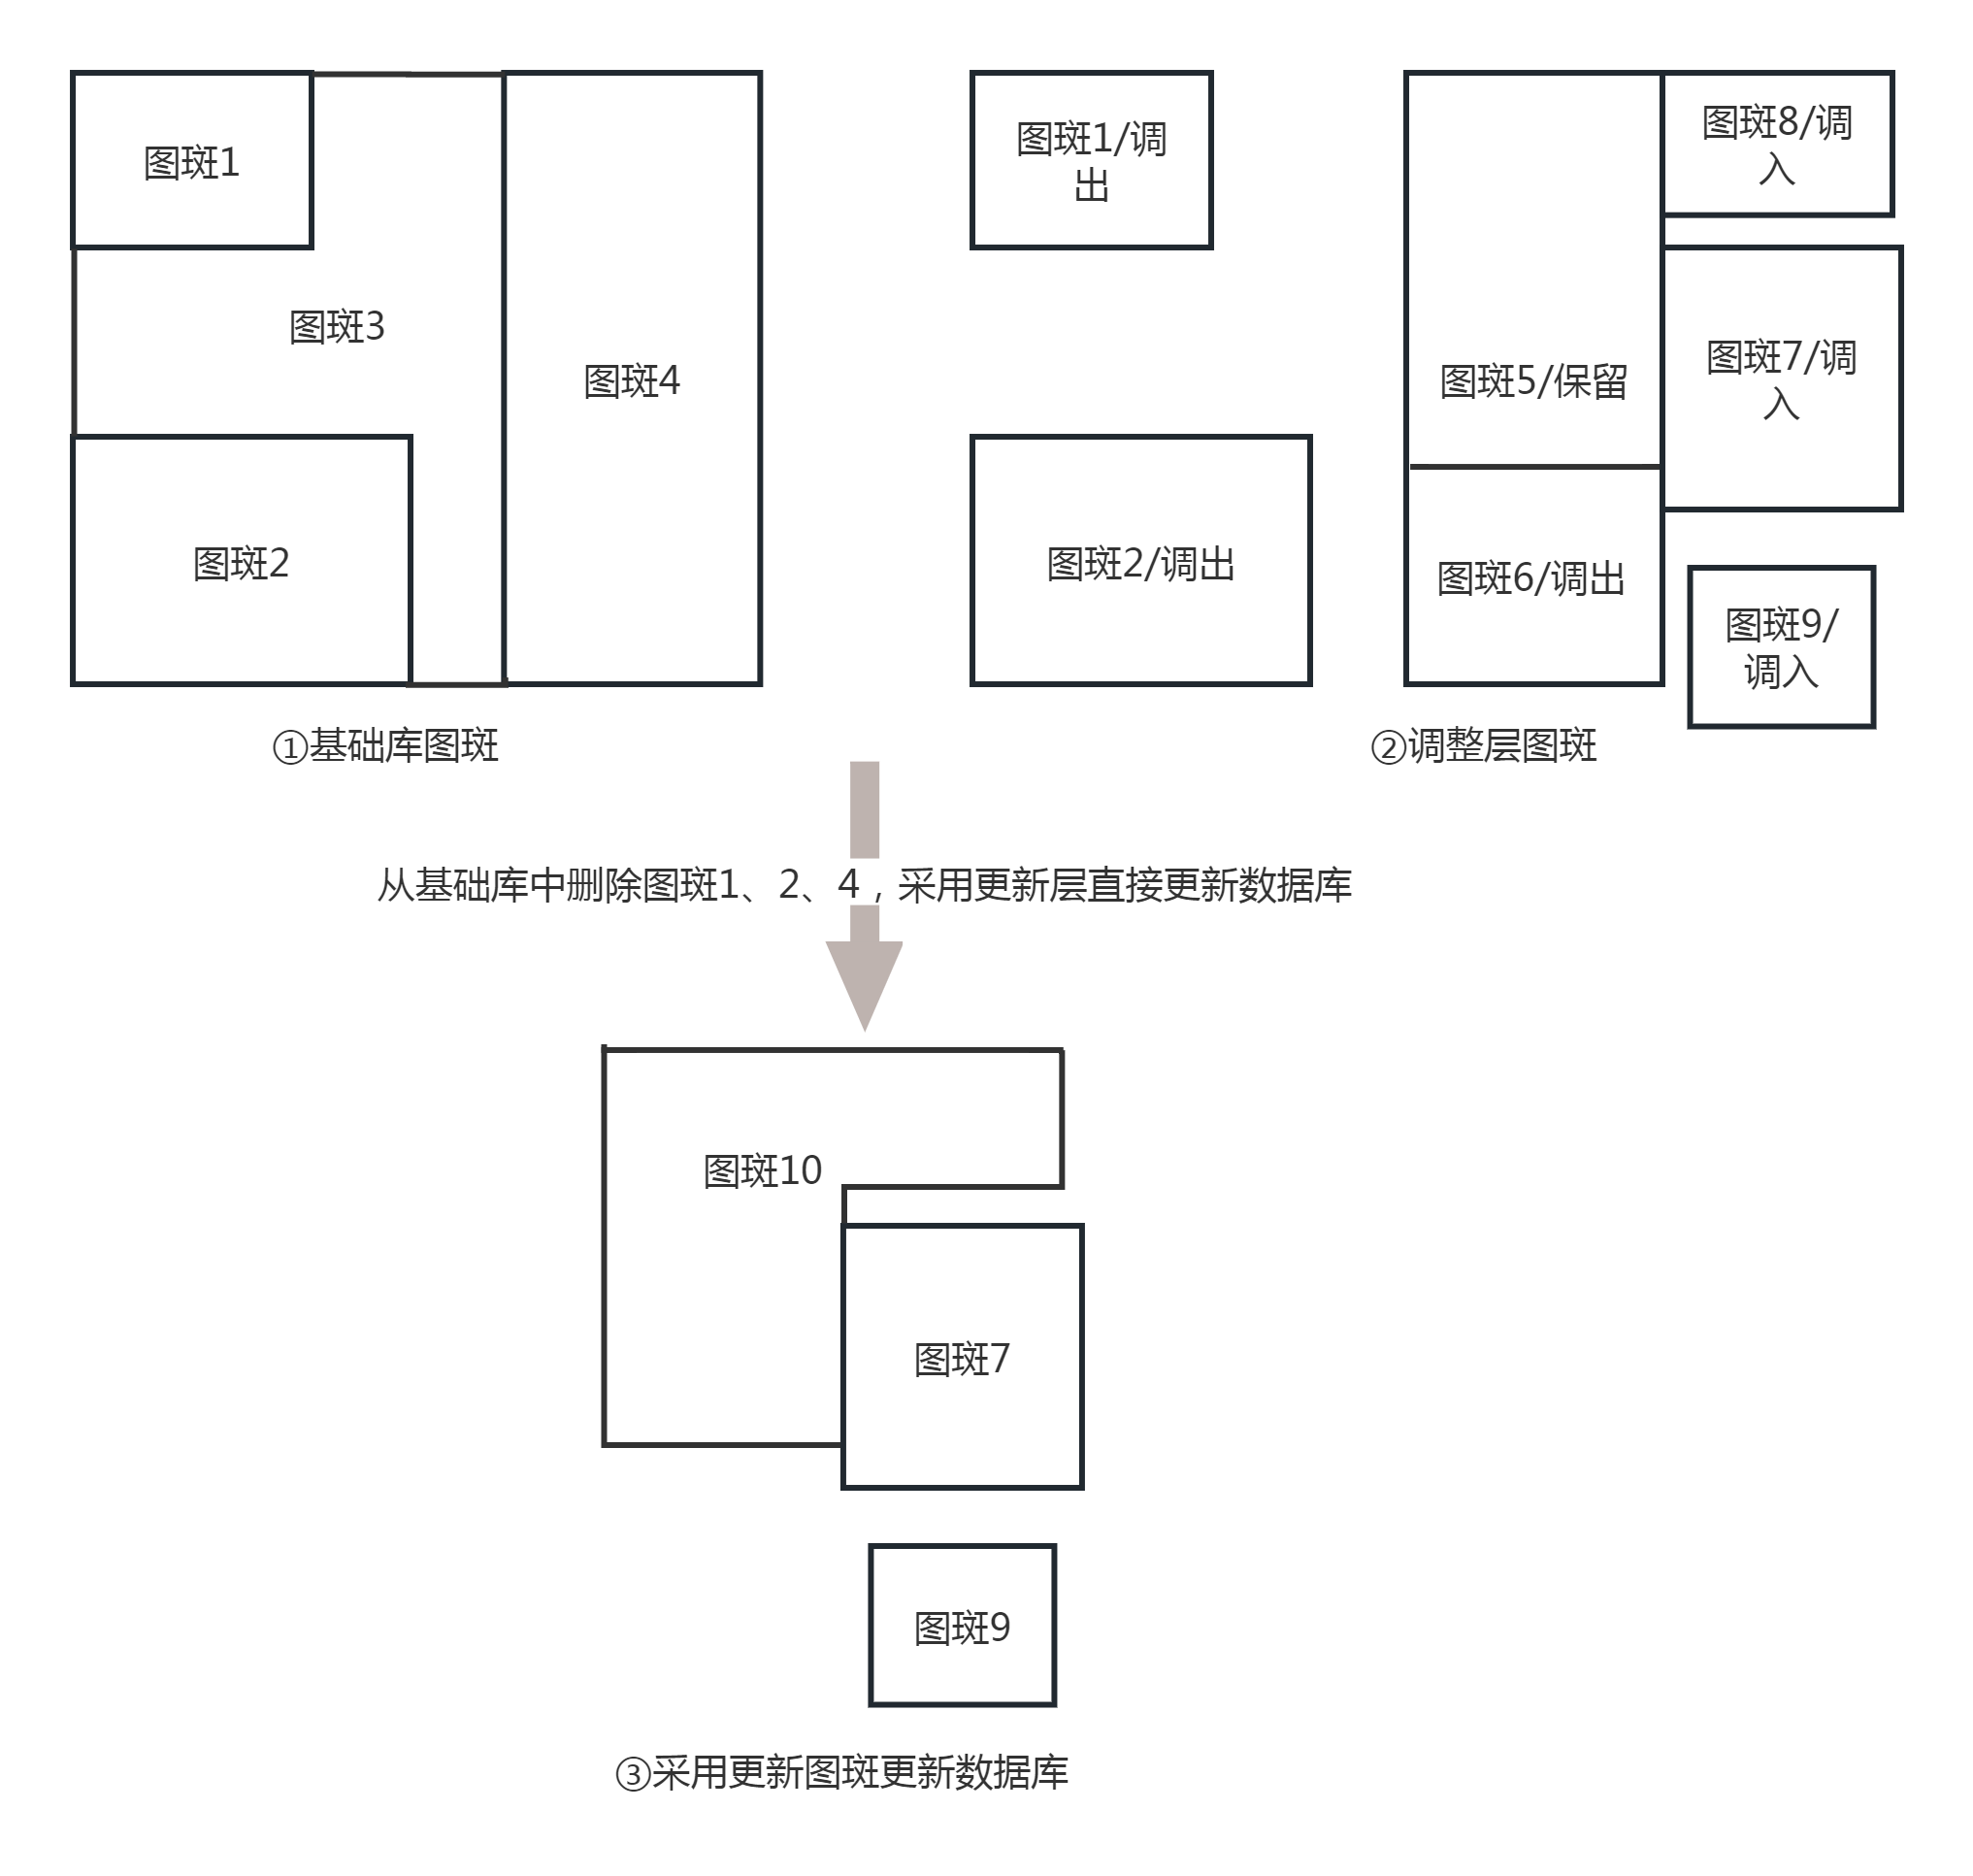 图斑1
图斑3
图斑4
图斑2
①基础库图斑
图斑1/调
出
图斑2/调出
图斑5/保留
图斑6/调出
图斑8/调
入
图斑7/调
入
图斑9/
调入
②调整层图斑
从基础库中删除图斑1、2、4，采用更新层直接更新数据库
图斑10
图斑7
图斑9
③采用更新图斑更新数据库